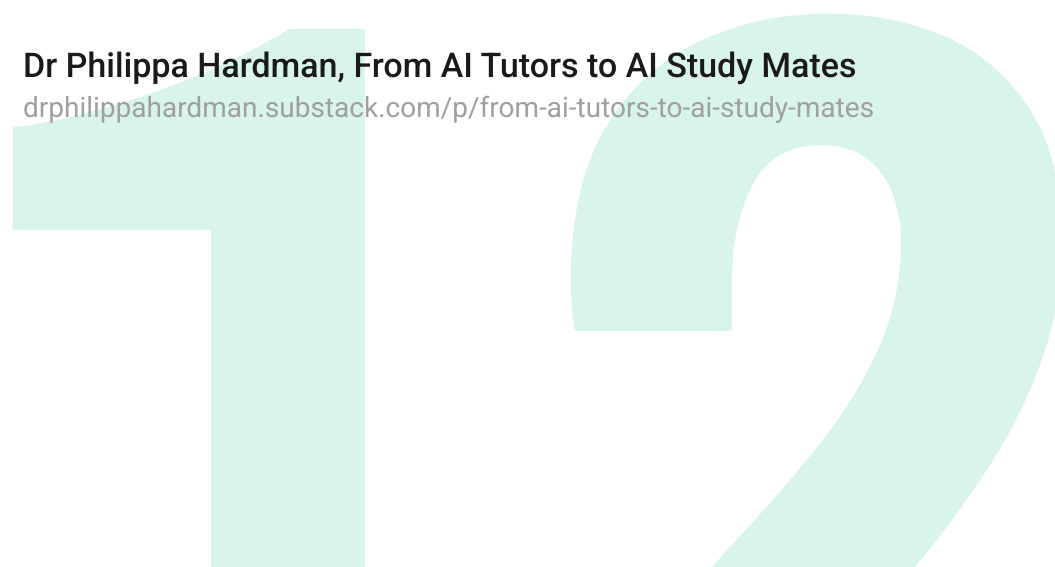 Dr Philippa Hardman, From AI Tutors to AI Study Mates
drphilippahardman.substack.com/p/from-ai-tutors-to-ai-study-mates
12